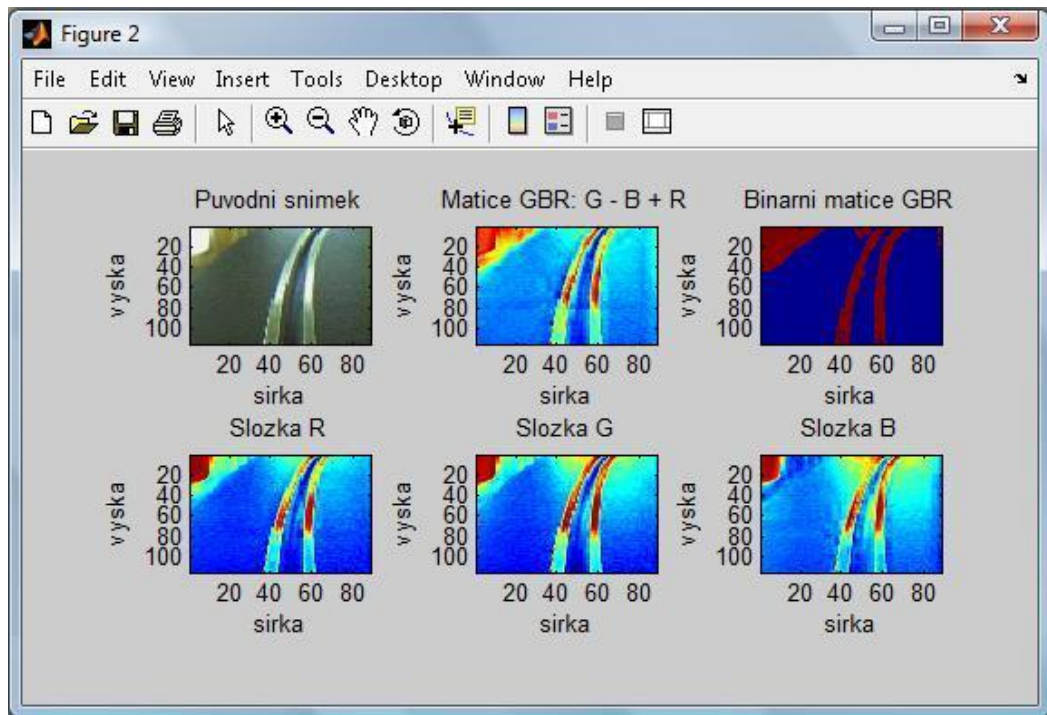 Figure 2
File Edit View Insert Tools Desktop Window Help
Puvodni snimek
vyska
20
40
60
80
100
20 40 60 80
sirka
Matice GBR: G - B + R
vyska
20
40
60
80
100
20 40 60 80
sirka
Binarni matice GBR
vyska
20
40
60
80
100
20 40 60 80
sirka
Slozka R
vyska
20
40
60
80
100
20 40 60 80
sirka
Slozka G
vyska
20
40
60
80
100
20 40 60 80
sirka
Slozka B
vyska
20
40
60
80
100
20 40 60 80
sirka